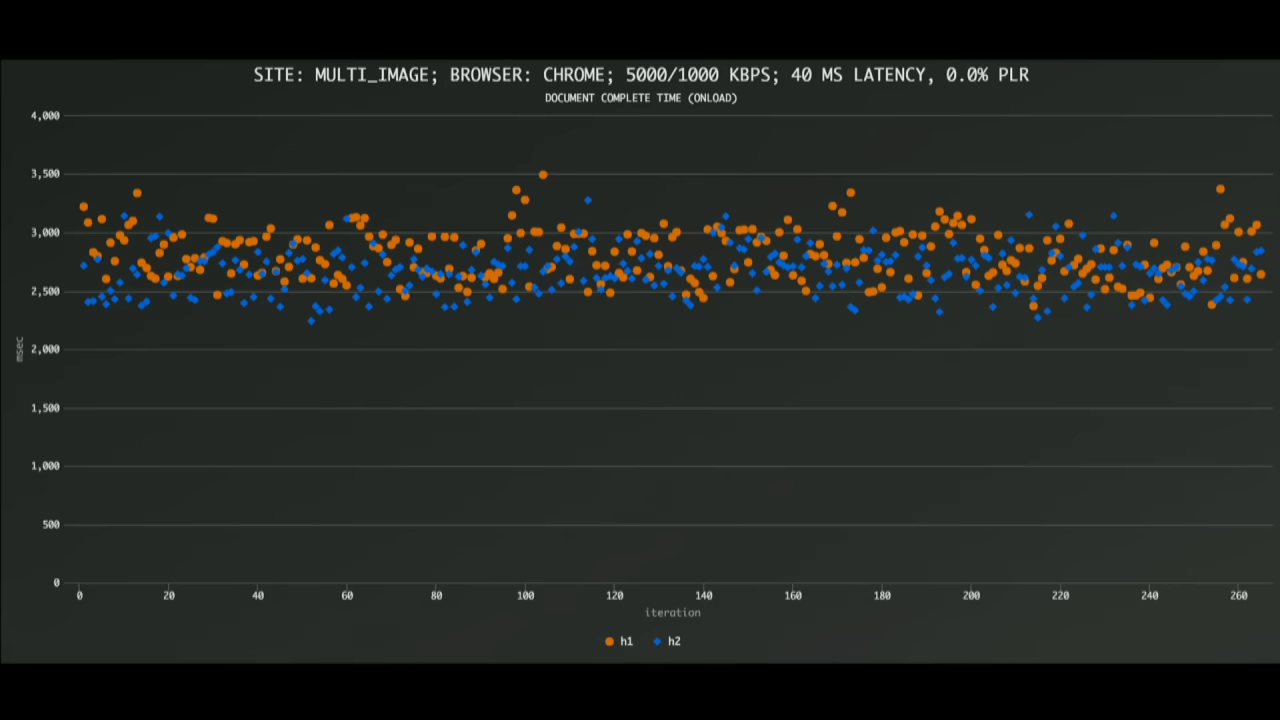 SITE: MULTI_IMAGE; BROWSER: CHROME; 5000/1000 KBPS; 40 MS LATENCY, 0.0% PLR
DOCUMENT COMPLETE TIME (ONLOAD)
4,000
3,500
3,000
2,500
2,000
1,500
1,000
500
0
msec
0 20 40 60 80 100 120 140 160 180 200 220 240 260
iteration
h1 h2